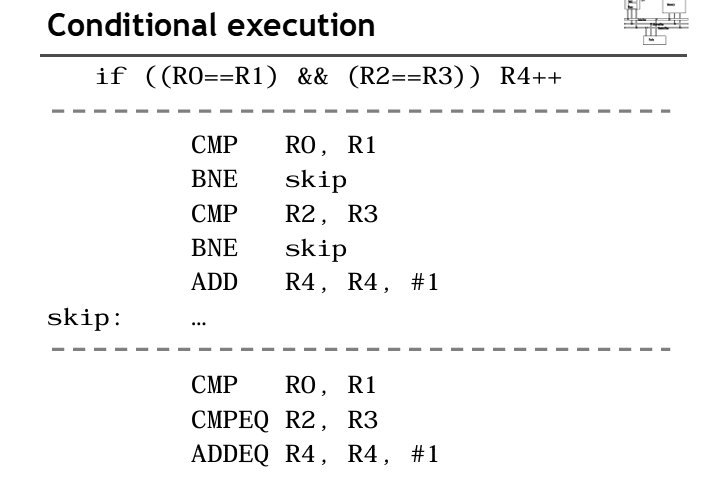 Conditional execution
if ((R0==R1) && (R2==R3)) R4++
CMP R0, R1
BNE skip
CMP R2, R3
BNE skip
ADD R4, R4, #1
skip: …
CMP R0, R1
CMPEQ R2, R3
ADDEQ R4, R4, #1